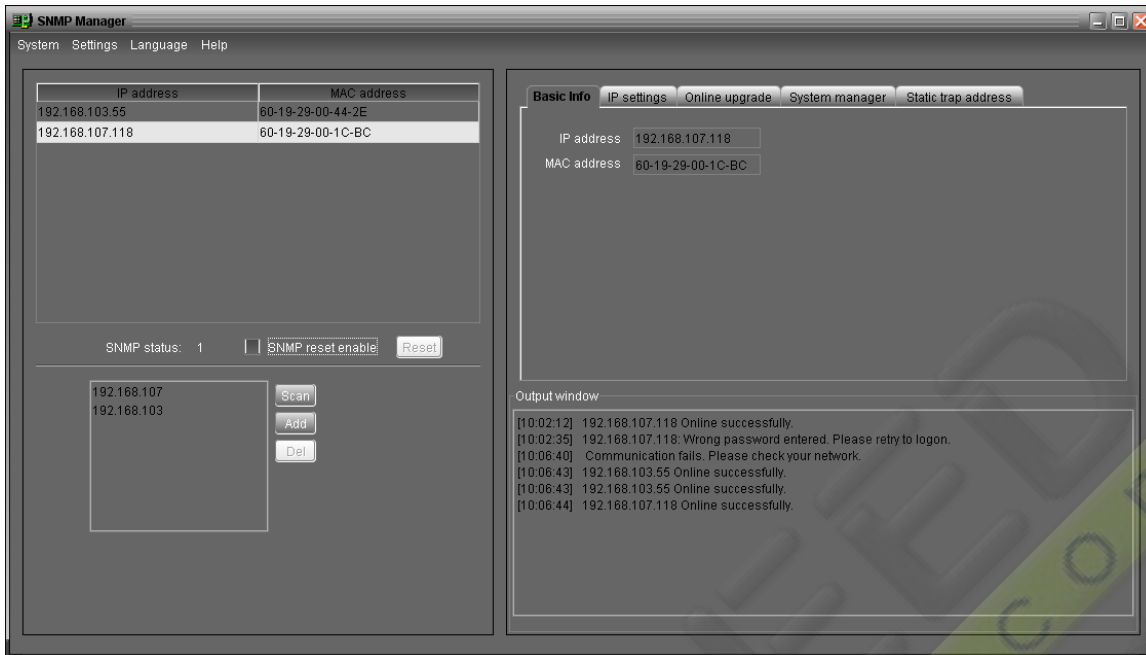 SNMP Manager
System Settings Language Help
IP address MAC address
192.168.103.55 60-19-29-00-44-2E
192.168.107.118 60-19-29-00-1C-BC
SNMP status: 1 SNMP reset enable Reset
192.168.107
192.168.103
Scan
Add
Del
Basic Info IP settings Online upgrade System manager Static trap address
IP address 192.168.107.118
MAC address 60-19-29-00-1C-BC
Output window
[10:02:12] 192.168.107.118 Online successfully.
[10:02:35] 192.168.107.118: Wrong password entered. Please retry to logon.
[10:06:40] Communication fails. Please check your network.
[10:06:43] 192.168.103.55 Online successfully.
[10:06:43] 192.168.103.55 Online successfully.
[10:06:44] 192.168.107.118 Online successfully.